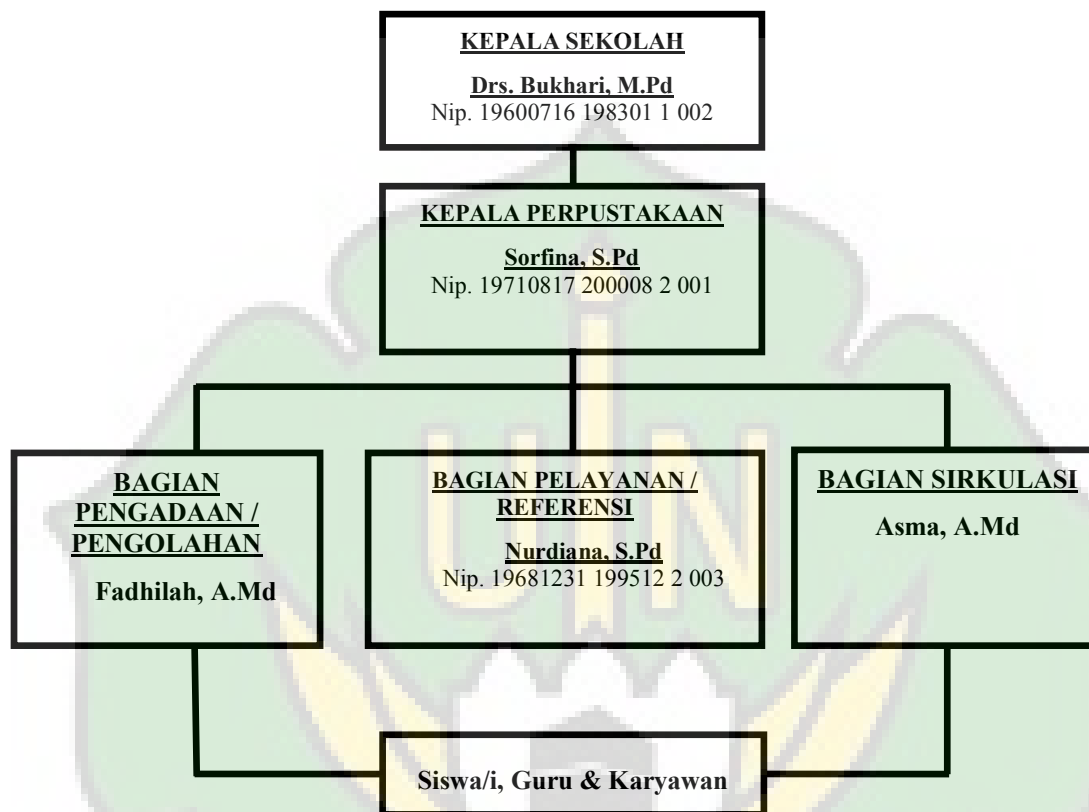 KEPALA SEKOLAH
Drs. Bukhari, M.Pd
Nip. 19600716 198301 1 002
KEPALA PERPUSTAKAAN
Sorfina, S.Pd
Nip. 19710817 200008 2 001
BAGIAN
PENGADAAN /
PENGOLAHAN
Fadhilah, A.Md
BAGIAN PELAYANAN /
REFERENSI
Nurdiana, S.Pd
Nip. 19681231 199512 2 003
BAGIAN SIRKULASI
Asma, A.Md
UIN
Siswa/i, Guru & Karyawan